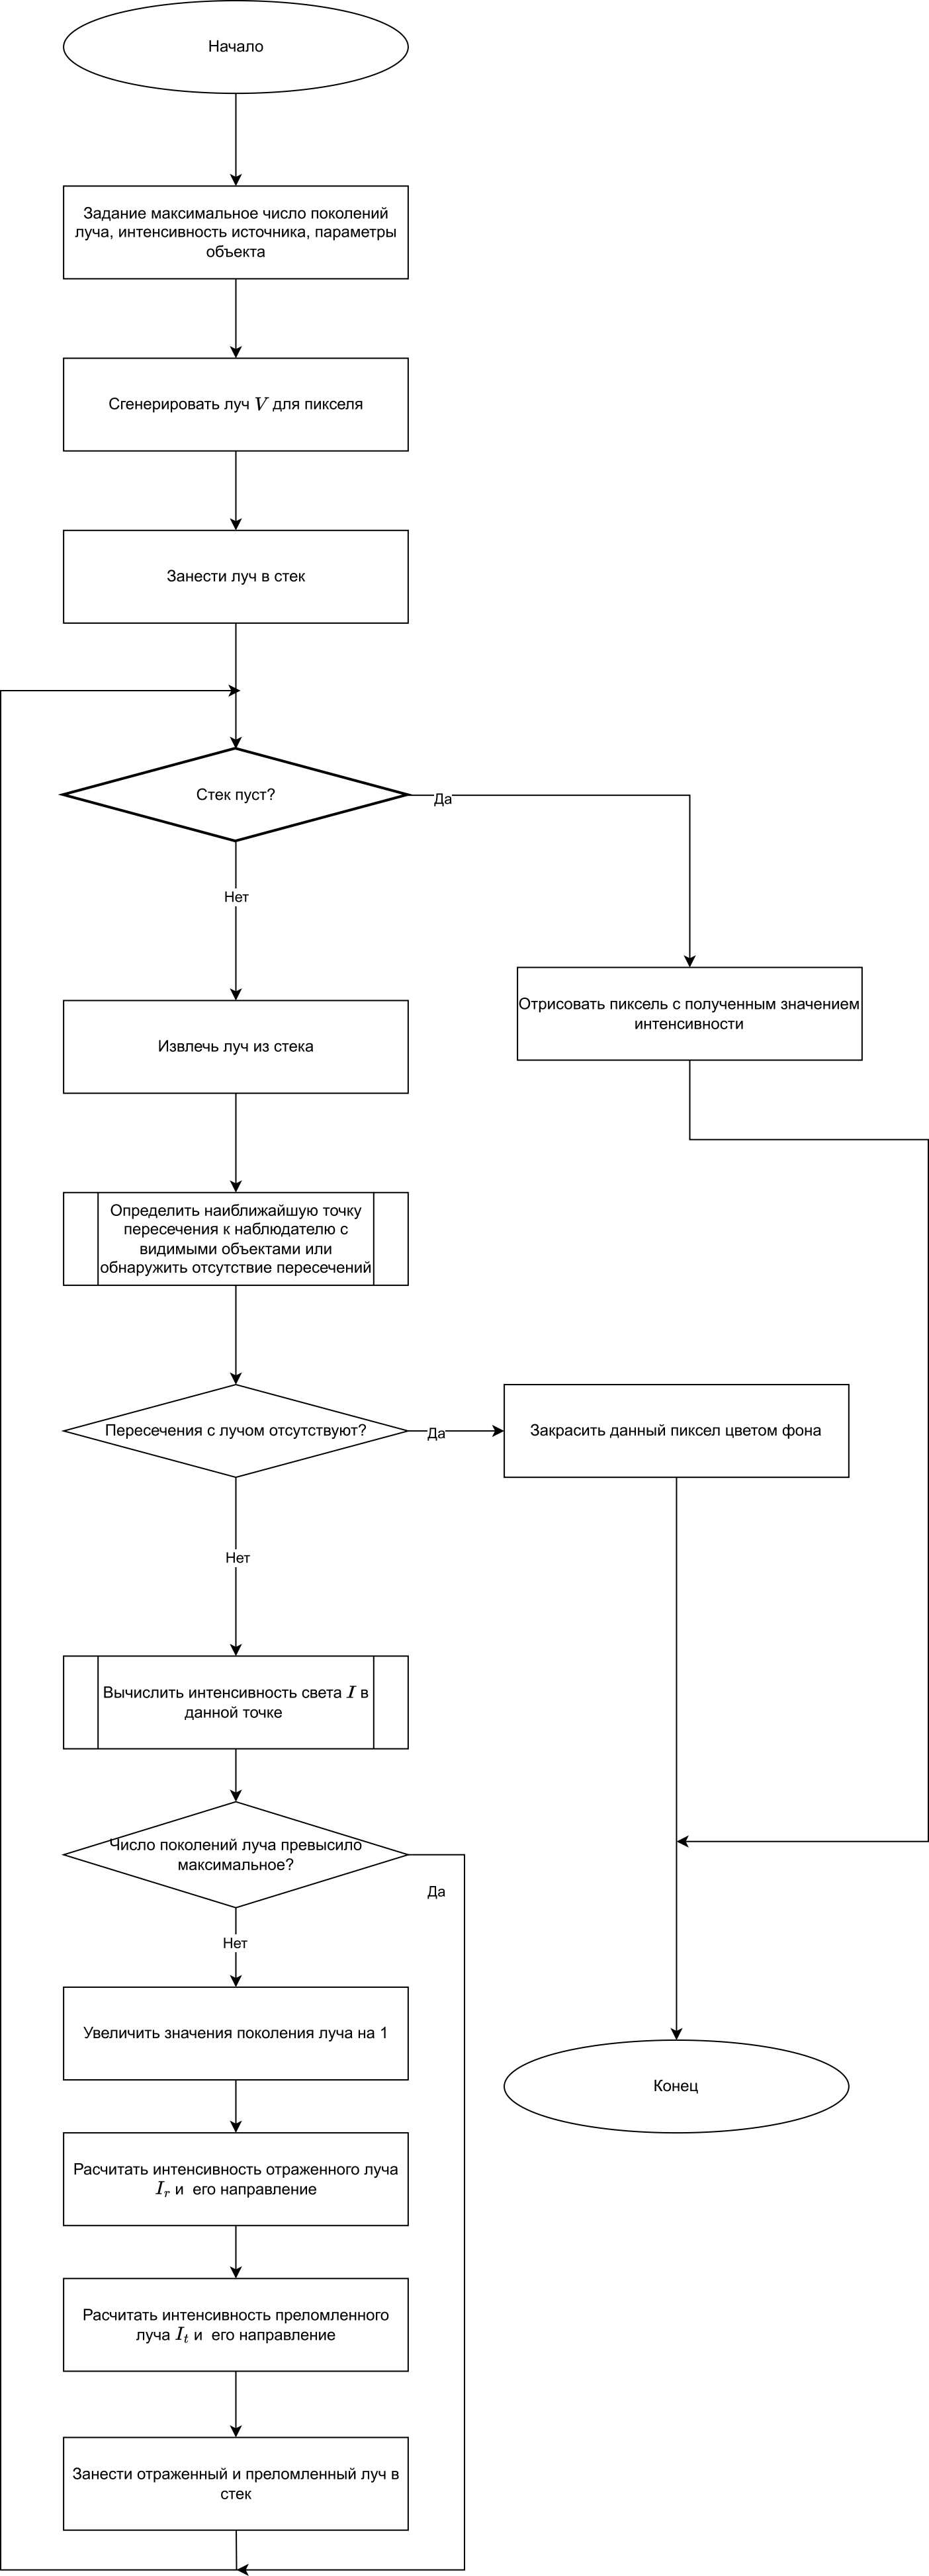 Начало
Задание максимальное число поколений
луча, интенсивность источника, параметры
объекта
Сгенерировать луч V для пикселя
Занести луч в стек
Стек пуст?
Да
Нет
Отрисовать пиксель с полученным значением
интенсивности
Извлечь луч из стека
Определить наиближайшую точку
пересечения к наблюдателю с
видимыми объектами или
обнаружить отсутствие пересечений
Пересечения с лучом отсутствуют?
Да
Закрасить данный пиксел цветом фона
Нет
Вычислить интенсивность света I в
данной точке
Число поколений луча превысило
максимальное?
Да
Нет
Увеличить значения поколения луча на 1
Конец
Расчитать интенсивность отраженного луча
I_r и его направление
Расчитать интенсивность преломленного
луча I_t и его направление
Занести отраженный и преломленный луч в
стек